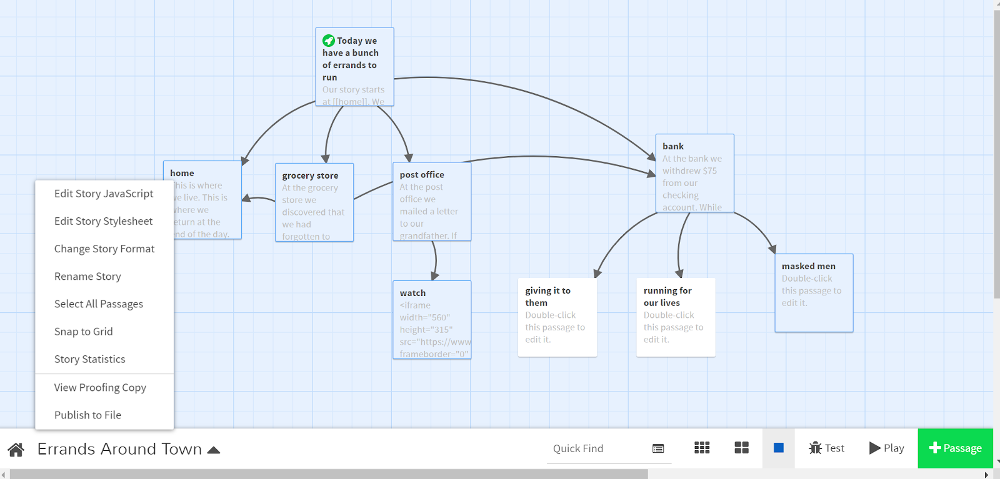 Today we
have a bunch
of errands to
run
Our story starts
at [[home]]. We
bank
At the bank we
withdrew $75
from our
checking
account. While
home
his is where
we live. This is
where we
eturn at the
nd of the day.
grocery store
At the grocery
store we
discovered that
we had
forgotten to
post office
At the post
office we
mailed a letter
to our
grandfather. If
watch
<iframe
width="560"
height="315"
src="https://www
frameborder="0"
giving it to
them
Double-click
this passage to
edit it.
running for
our lives
Double-click
this passage to
edit it.
masked men
Double-click
this passage to
edit it.
Edit Story JavaScript
Edit Story Stylesheet
Change Story Format
Rename Story
Select All Passages
Snap to Grid
Story Statistics
View Proofing Copy
Publish to File
Errands Around Town
Quick Find
Test
Play
Passage